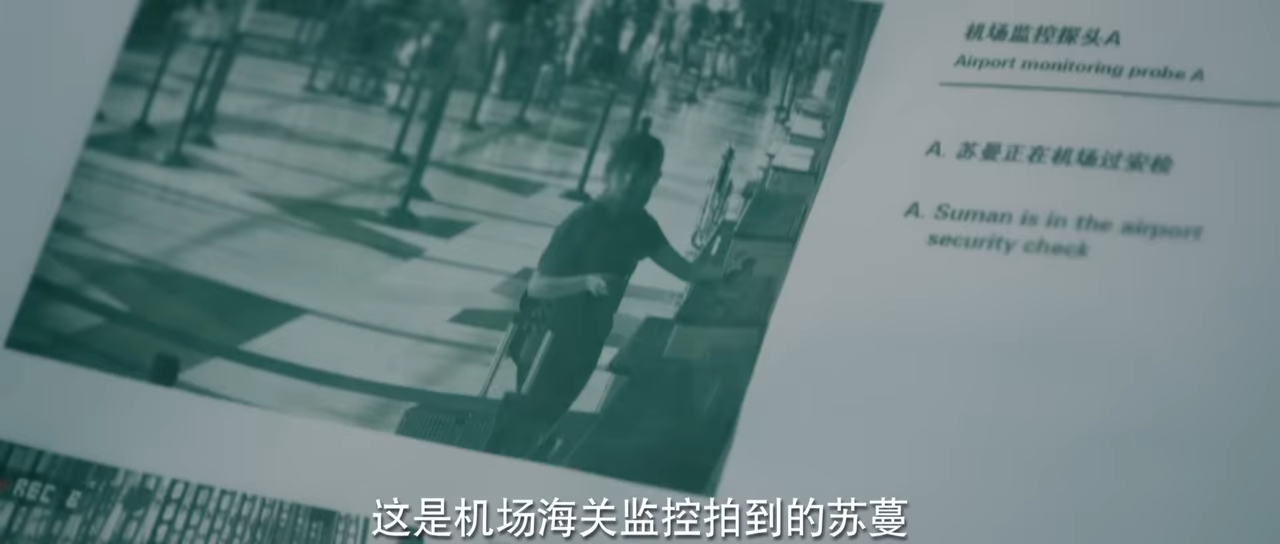 机场监控探头A
Airport monitoring probe A
A. 苏曼正在机场过安检
A. Suman is in the airport
security check
REC
这是机场海关监控拍到的苏蔓